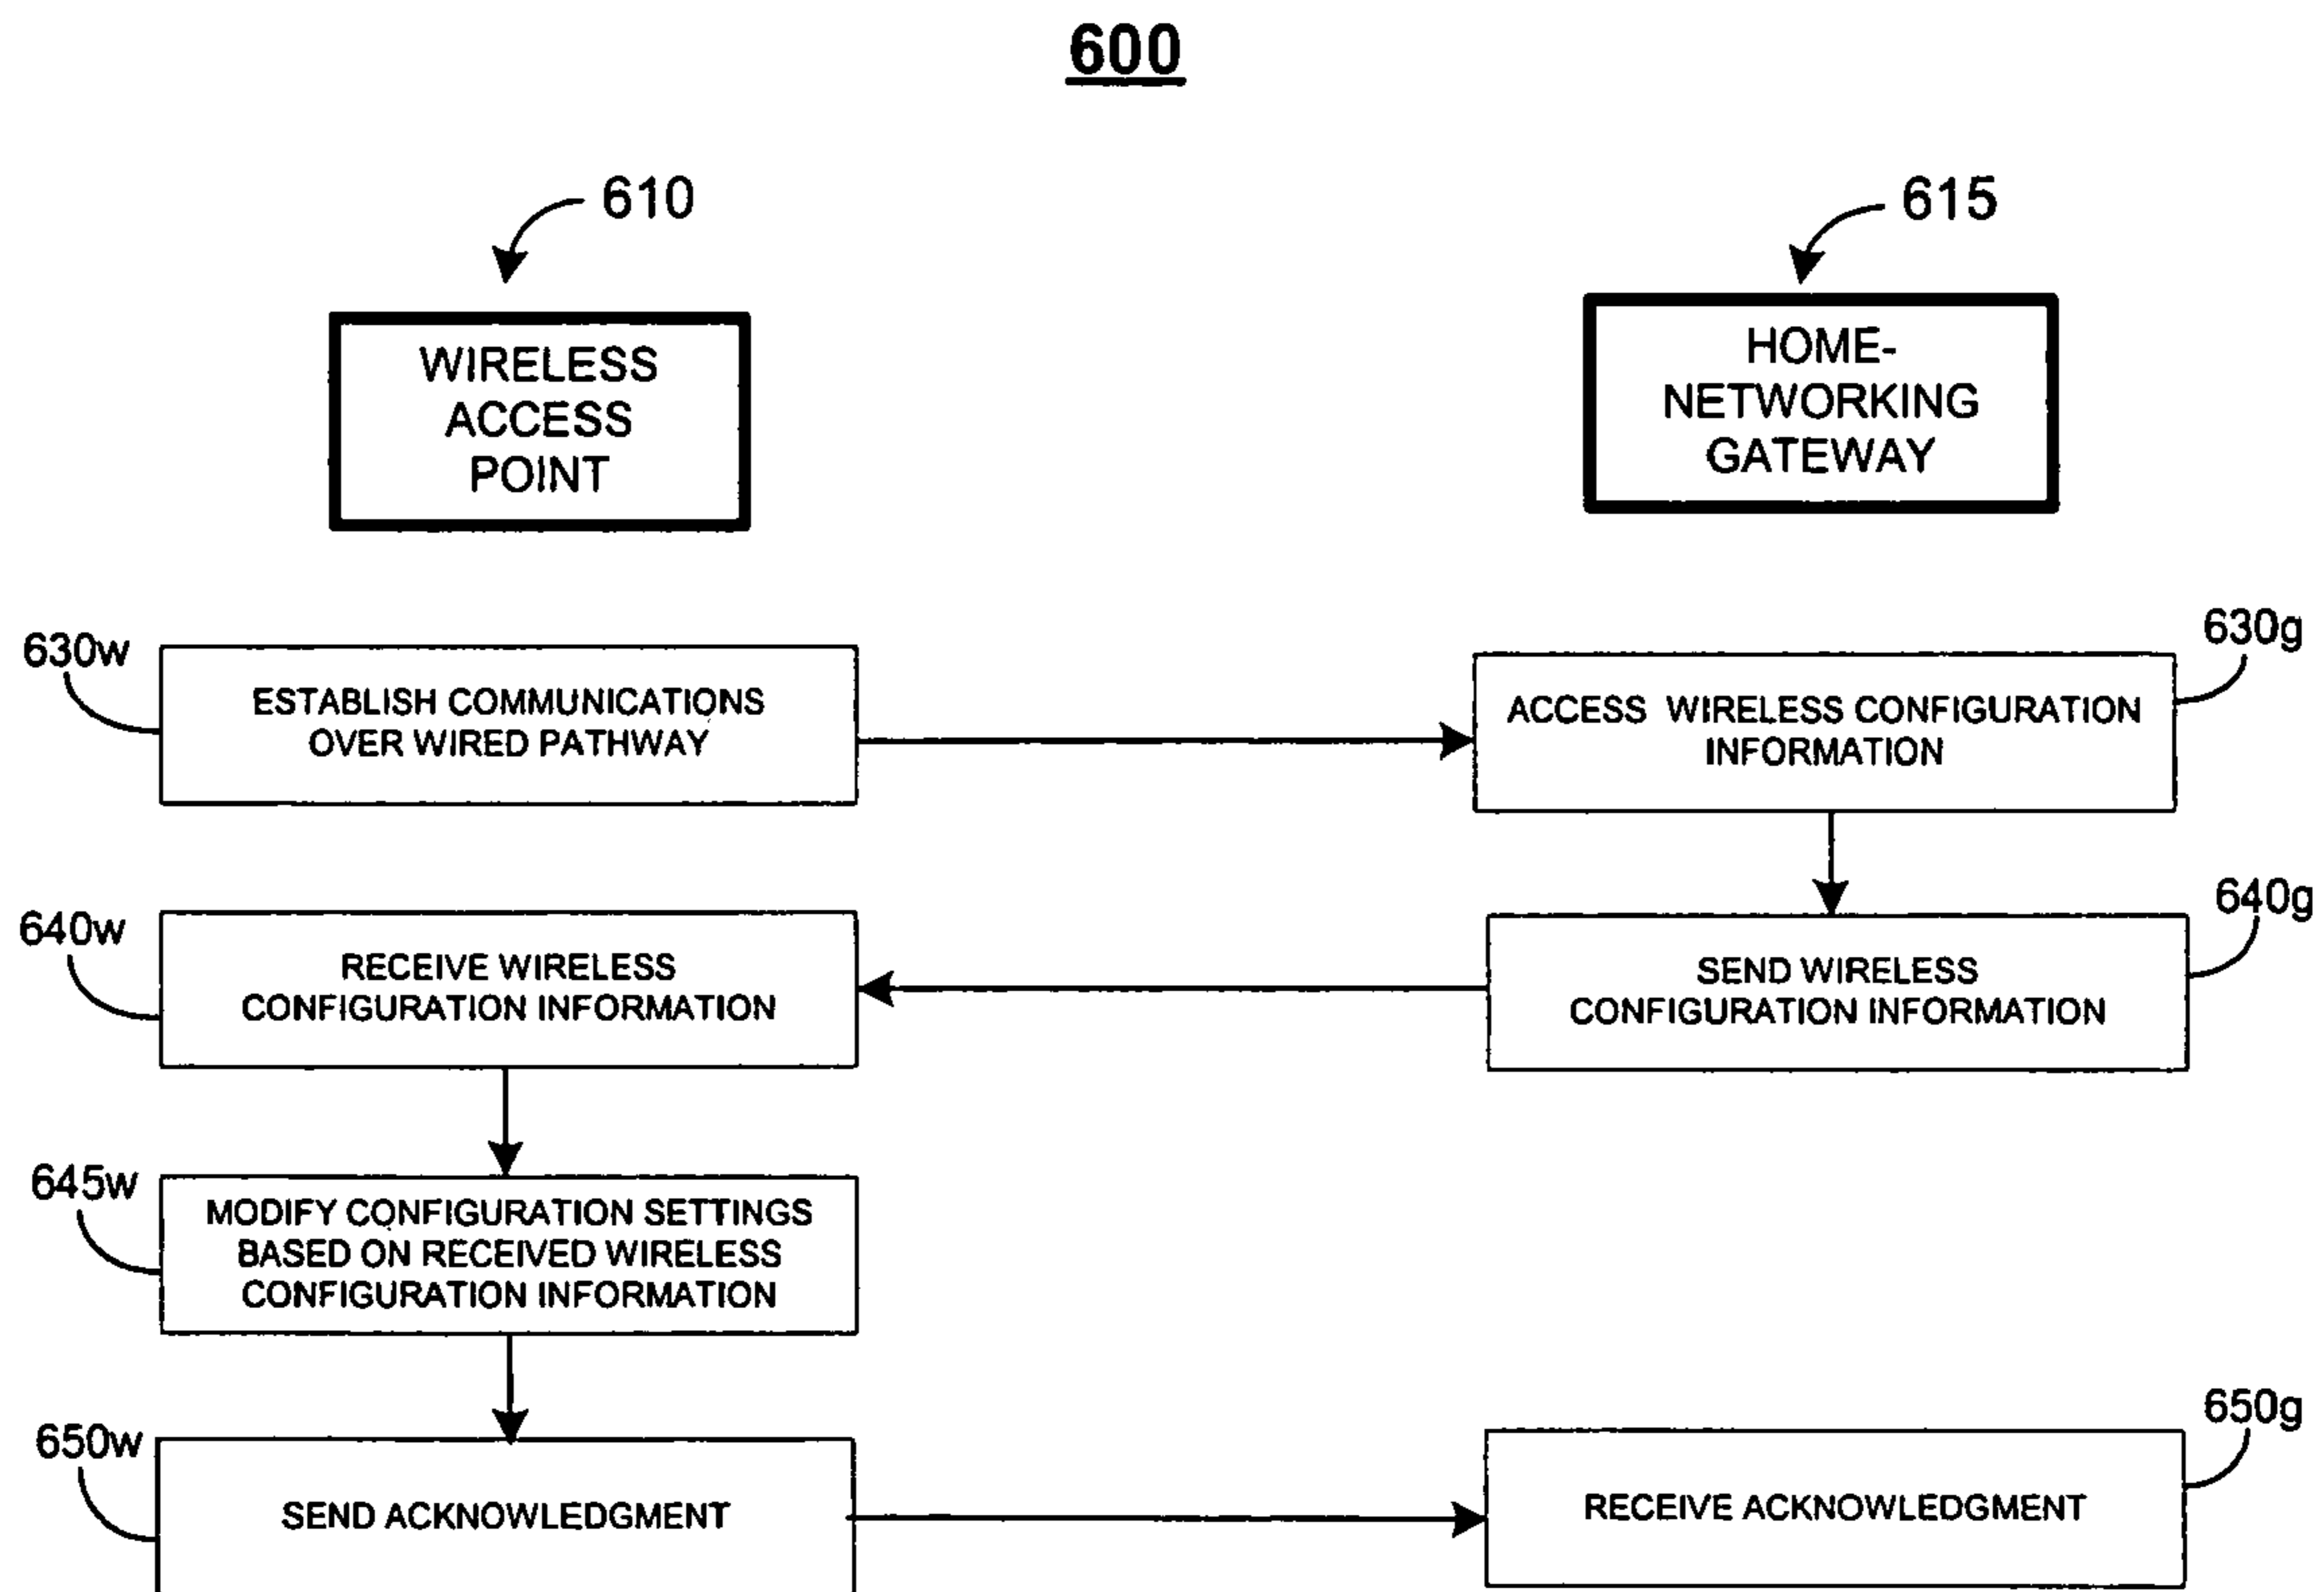 600
610
615
WIRELESS
ACCESS
POINT
HOME-
NETWORKING
GATEWAY
630w
ESTABLISH COMMUNICATIONS
OVER WIRED PATHWAY
630g
ACCESS WIRELESS CONFIGURATION
INFORMATION
640w
RECEIVE WIRELESS
CONFIGURATION INFORMATION
640g
SEND WIRELESS
CONFIGURATION INFORMATION
645w
MODIFY CONFIGURATION SETTINGS
BASED ON RECEIVED WIRELESS
CONFIGURATION INFORMATION
650w
SEND ACKNOWLEDGMENT
650g
RECEIVE ACKNOWLEDGMENT